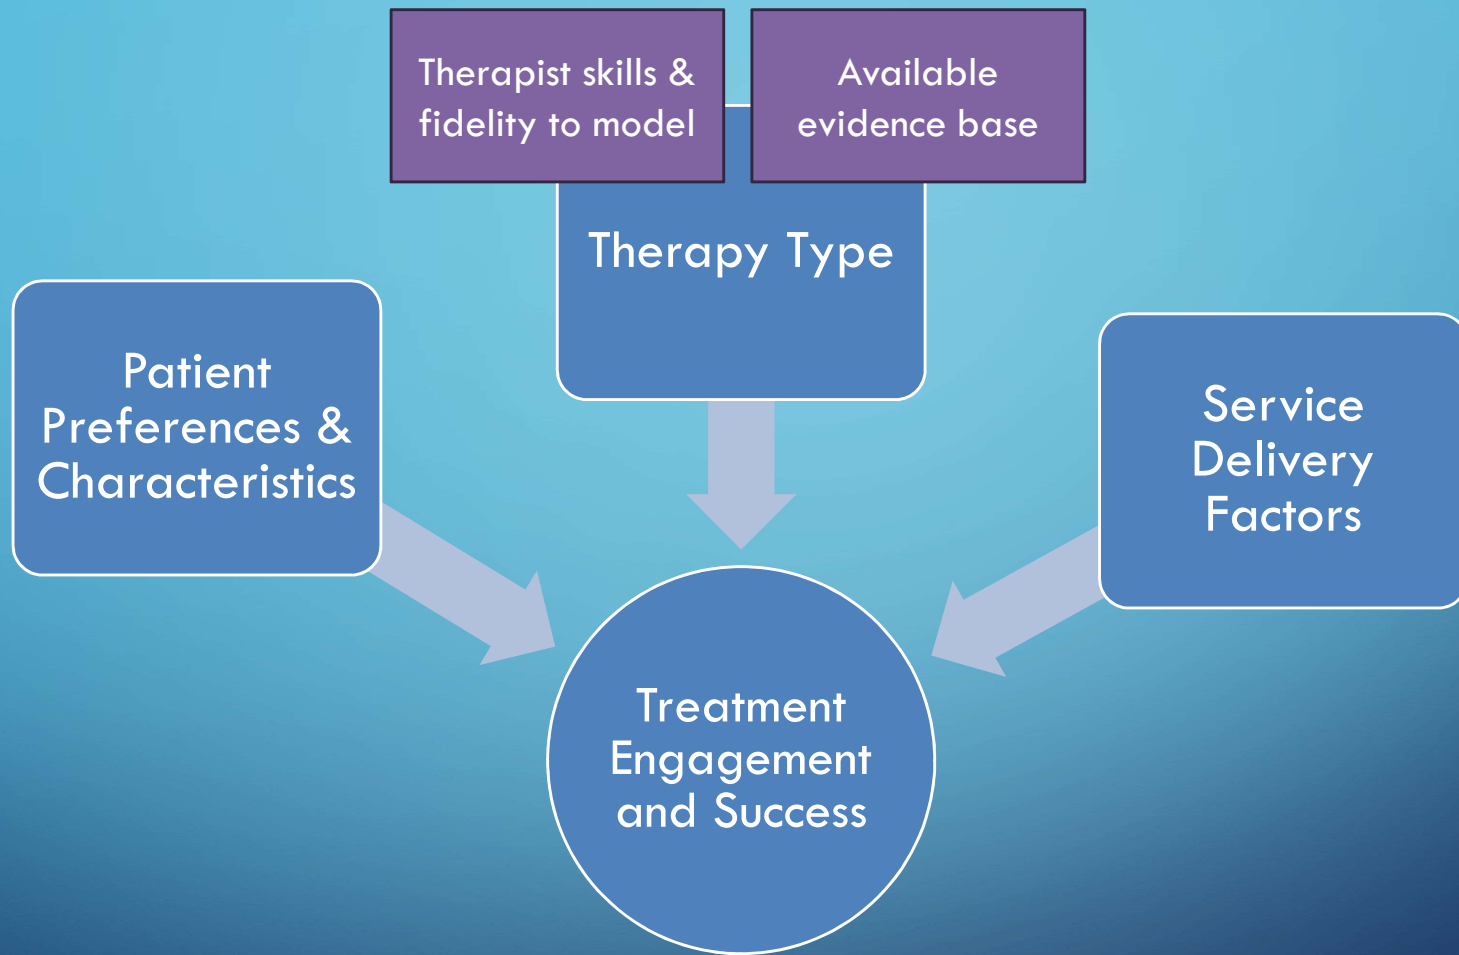 Therapist skills &
fidelity to model
Available
evidence base
Therapy Type
Patient
Preferences &
Characteristics
Service
Delivery
Factors
Treatment
Engagement
and Success